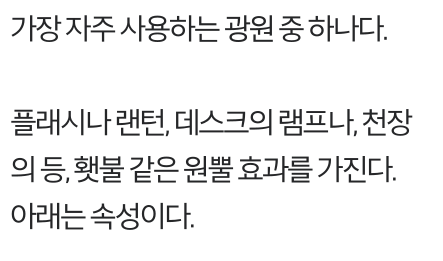 가장 자주 사용하는 광원 중 하나다.
플래시나 랜턴, 데스크의 램프나, 천장
의 등, 횃불 같은 원뿔 효과를 가진다.
아래는 속성이다.